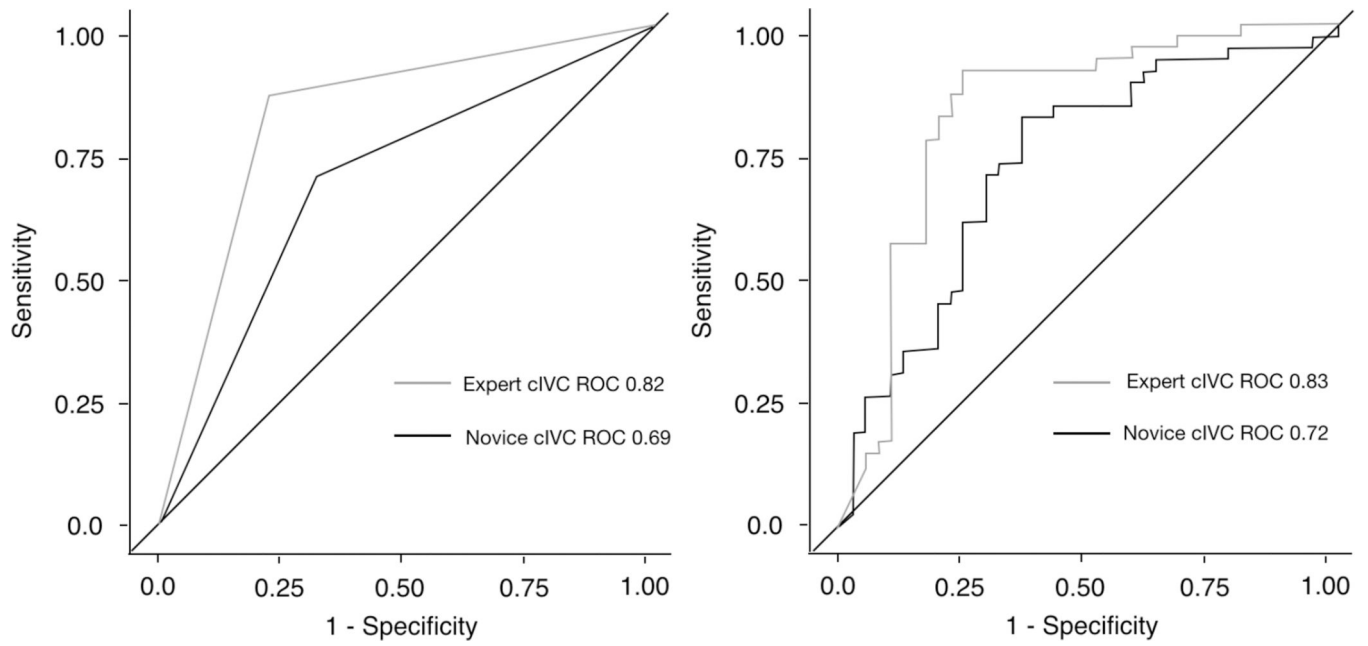 1.00
0.75
0.50
0.25
0.0
Sensitivity
Expert cIVC ROC 0.82
Novice cIVC ROC 0.69
0.0 0.25 0.50 0.75 1.00
1 - Specificity
1.00
0.75
0.50
0.25
0.0
Sensitivity
Expert cIVC ROC 0.83
Novice cIVC ROC 0.72
0.0 0.25 0.50 0.75 1.00
1 - Specificity